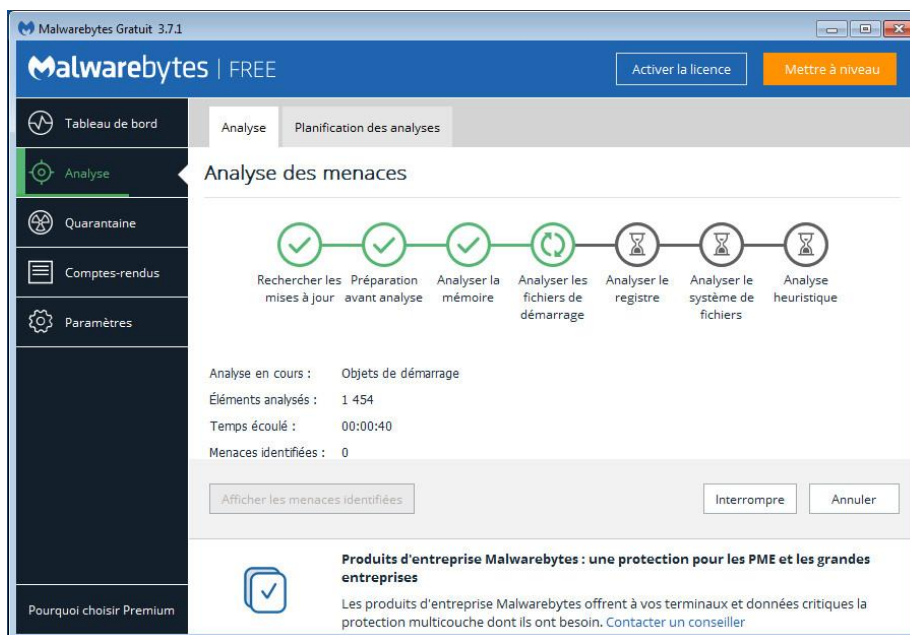 Malwarebytes Gratuit 3.7.1
Malwarebytes | FREE
Activer la licence
Mettre à niveau
Tableau de bord
Analyse
Quarantaine
Comptes-rendus
Paramètres
Pourquoi choisir Premium
Analyse
Planification des analyses
Analyse des menaces
Rechercher les
mises à jour
Préparation
avant analyse
Analyser la
mémoire
Analyser les
fichiers de
démarrage
Analyser le
registre
Analyser le
système de
fichiers
Analyse
heuristique
Analyse en cours : Objets de démarrage
Éléments analysés : 1 454
Temps écoulé : 00:00:40
Menaces identifiées : 0
Afficher les menaces identifiées
Interrompre
Annuler
Produits d'entreprise Malwarebytes : une protection pour les PME et les grandes
entreprises
Les produits d'entreprise Malwarebytes offrent à vos terminaux et données critiques la
protection multicouche dont ils ont besoin. Contacter un conseiller